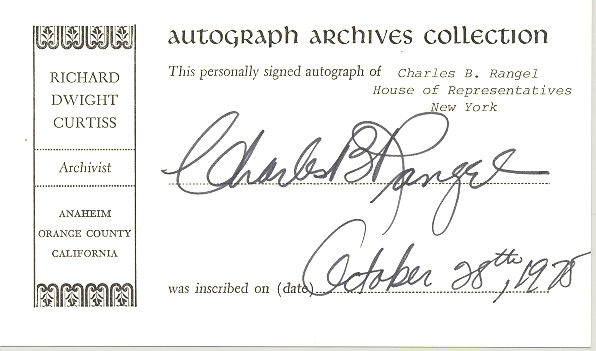 AUTOGRAPH ARCHIVES COLLECTION
RICHARD
DWIGHT
CURTISS
Archivist
ANAHEIM
ORANGE COUNTY
CALIFORNIA
This personally signed autograph of Charles B. Rangel
House of Representatives
New York
Charles B Rangel
was inscribed on (date) October 28th, 1975